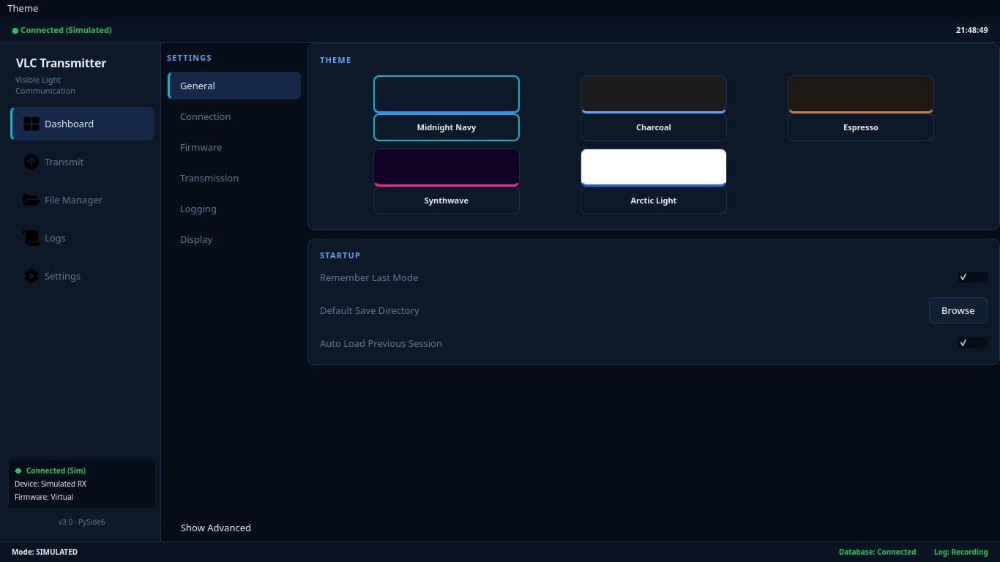 Theme
Connected (Simulated)
21:48:49
VLC Transmitter
Visible Light
Communication
Dashboard
Transmit
File Manager
Logs
Settings
Connected (Sim)
Device: Simulated RX
Firmware: Virtual
v3.0 · PySide6
SETTINGS
General
Connection
Firmware
Transmission
Logging
Display
Show Advanced
THEME
Midnight Navy
Charcoal
Espresso
Synthwave
Arctic Light
STARTUP
Remember Last Mode
Default Save Directory
Browse
Auto Load Previous Session
Mode: SIMULATED
Database: Connected
Log: Recording